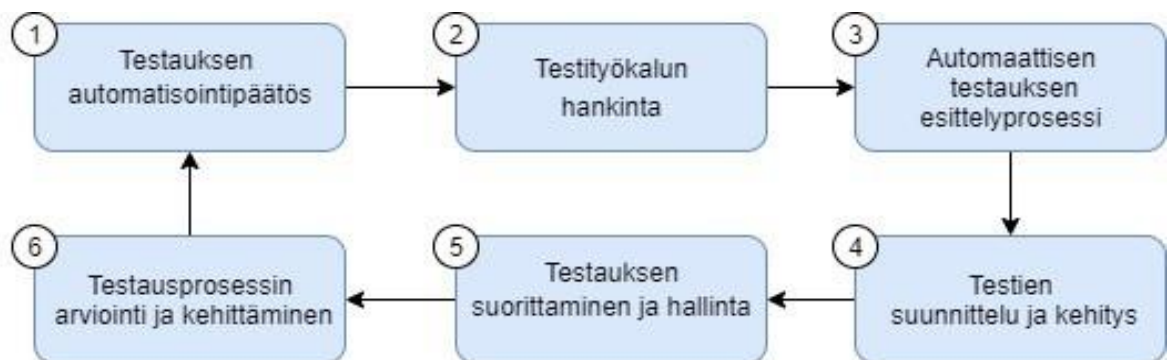 1
Testauksen
automatisointipäätös
2
Testityökalun
hankinta
3
Automaattisen
testauksen
esittelyprosessi
4
Testien
suunnittelu ja kehitys
5
Testauksen
suorittaminen ja hallinta
6
Testausprosessin
arviointi ja kehittäminen